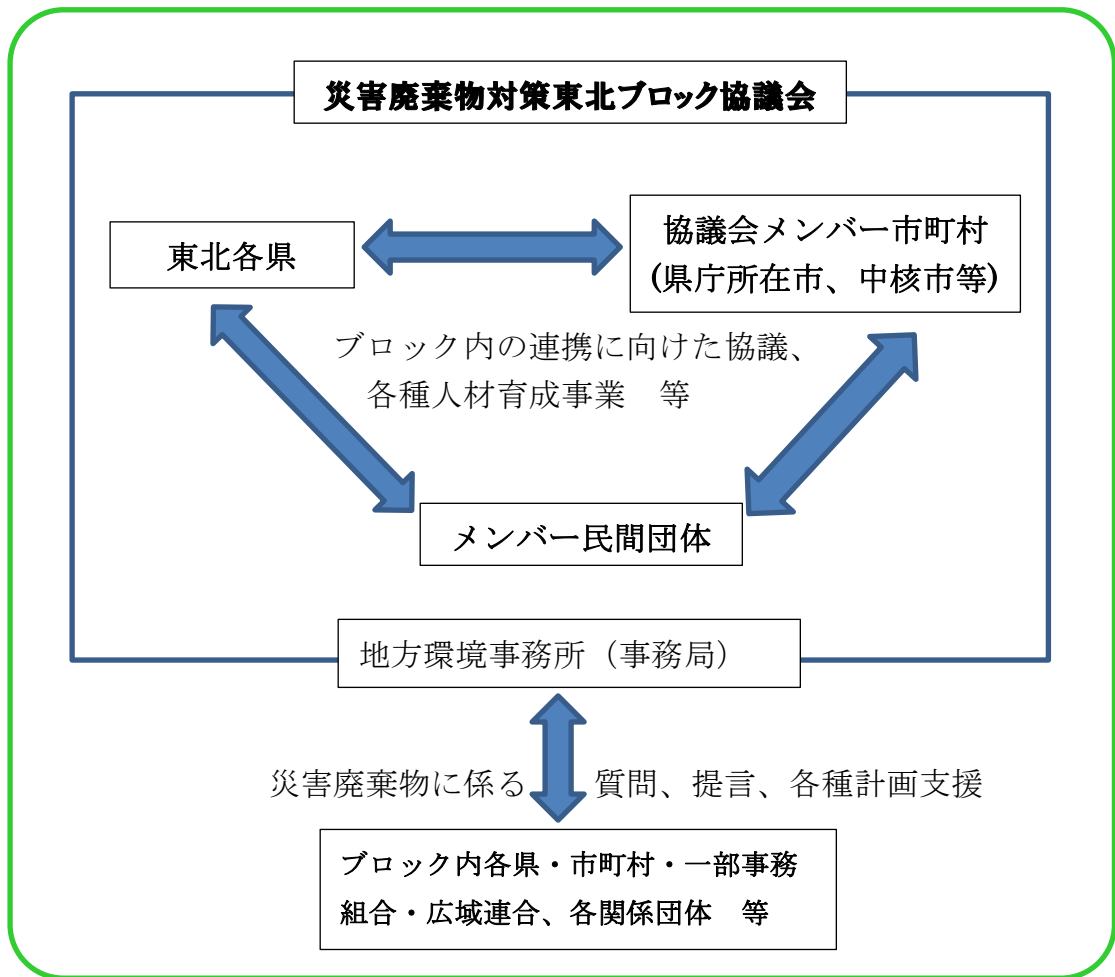 災害廃棄物対策東北ブロック協議会
東北各県
協議会メンバー市町村
(県庁所在市、中核市等)
ブロック内の連携に向けた協議、
各種人材育成事業　等
メンバー民間団体
地方環境事務所（事務局）
災害廃棄物に係る　質問、提言、各種計画支援
ブロック内各県・市町村・一部事務
組合・広域連合、各関係団体　等